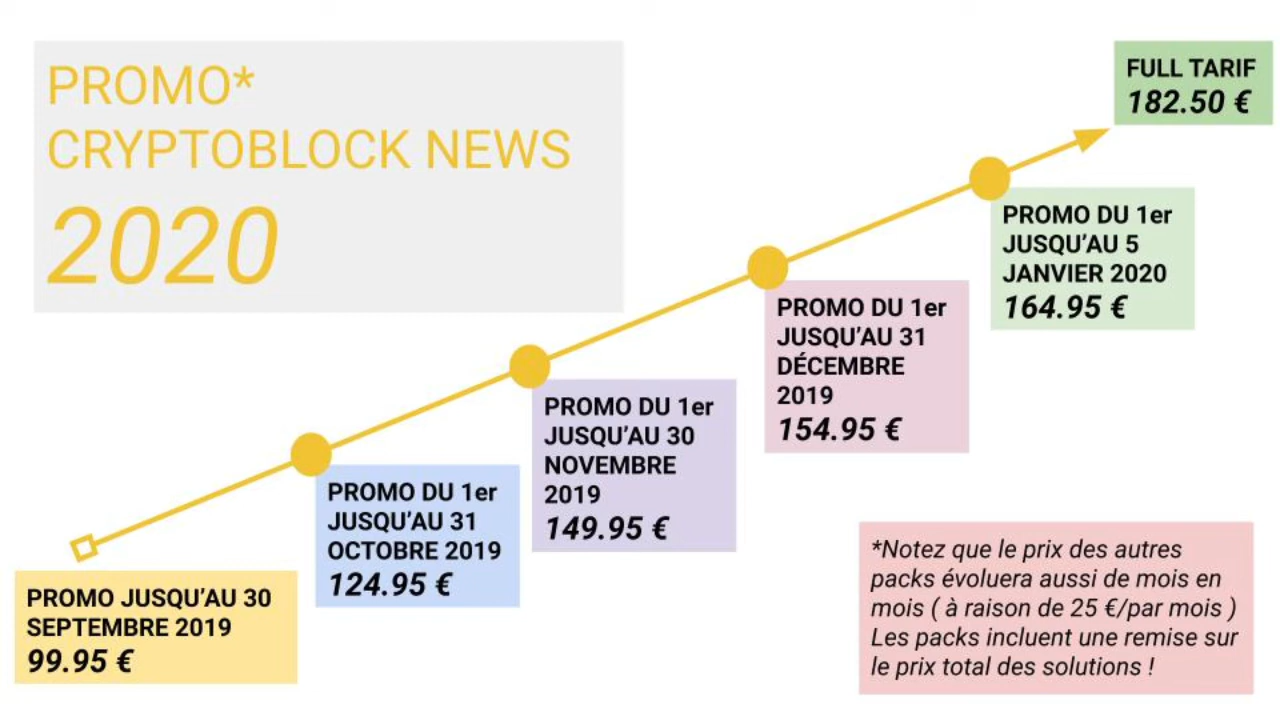 PROMO*
CRYPTOBLOCK NEWS
2020
FULL TARIF
182.50 €
PROMO DU 1er
JUSQU'AU 5
JANVIER 2020
164.95 €
PROMO DU 1er
JUSQU'AU 31
DÉCEMBRE
2019
154.95 €
PROMO DU 1er
JUSQU'AU 30
NOVEMBRE
2019
149.95 €
PROMO DU 1er
JUSQU'AU 31
OCTOBRE 2019
124.95 €
PROMO JUSQU'AU 30
SEPTEMBRE 2019
99.95 €
*Notez que le prix des autres
packs évoluera aussi de mois en
mois ( à raison de 25 €/par mois )
Les packs incluent une remise sur
le prix total des solutions !